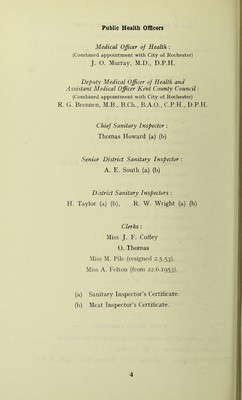 Public Health Officers
Medical Officer of Health :
(Combined appointment with City of Rochester)
J. O. Murray, M.D., D.P.H.
Deputy Medical Officer of Health and
Assistant Medical Officer Kent County Council :
(Combined appointment with City of Rochester)
R. G. Brennen, M.B., B.Ch., B.A.O., C.P.H., D.P.H.
Chief Sanitary Inspector :
Thomas Howard (a) (b)
Senior District Sanitary Inspector :
A. E. South (a) (b)
District Sanitary Inspectors :
H. Taylor (a) (b), R. W. Wright (a) (b)
Clerks :
Miss J. F. Coffey
O. Thomas
Miss M. Pile (resigned 2.5.53).
Miss A. Felton (from 22.6.1953).
(a) Sanitary Inspector's Certificate.
(b) Meat Inspector's Certificate.
4